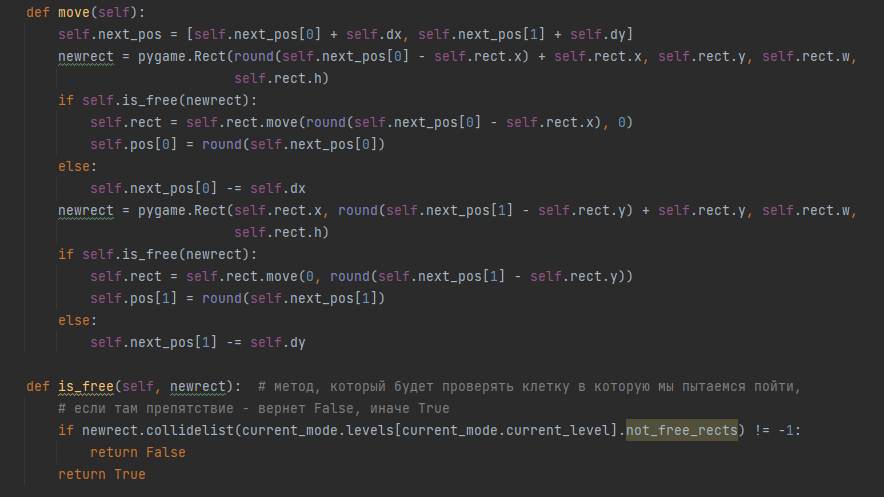 def move(self):
    self.next_pos = [self.next_pos[0] + self.dx, self.next_pos[1] + self.dy]
    newrect = pygame.Rect(round(self.next_pos[0] - self.rect.x) + self.rect.x, self.rect.y, self.rect.w,
                          self.rect.h)
    if self.is_free(newrect):
        self.rect = self.rect.move(round(self.next_pos[0] - self.rect.x), 0)
        self.pos[0] = round(self.next_pos[0])
    else:
        self.next_pos[0] -= self.dx
    newrect = pygame.Rect(self.rect.x, round(self.next_pos[1] - self.rect.y) + self.rect.y, self.rect.w,
                          self.rect.h)
    if self.is_free(newrect):
        self.rect = self.rect.move(0, round(self.next_pos[1] - self.rect.y))
        self.pos[1] = round(self.next_pos[1])
    else:
        self.next_pos[1] -= self.dy

def is_free(self, newrect):  # метод, который будет проверять клетку в которую мы пытаемся пойти,
    # если там препятствие - вернет False, иначе True
    if newrect.collidelist(current_mode.levels[current_mode.current_level].not_free_rects) != -1:
        return False
    return True